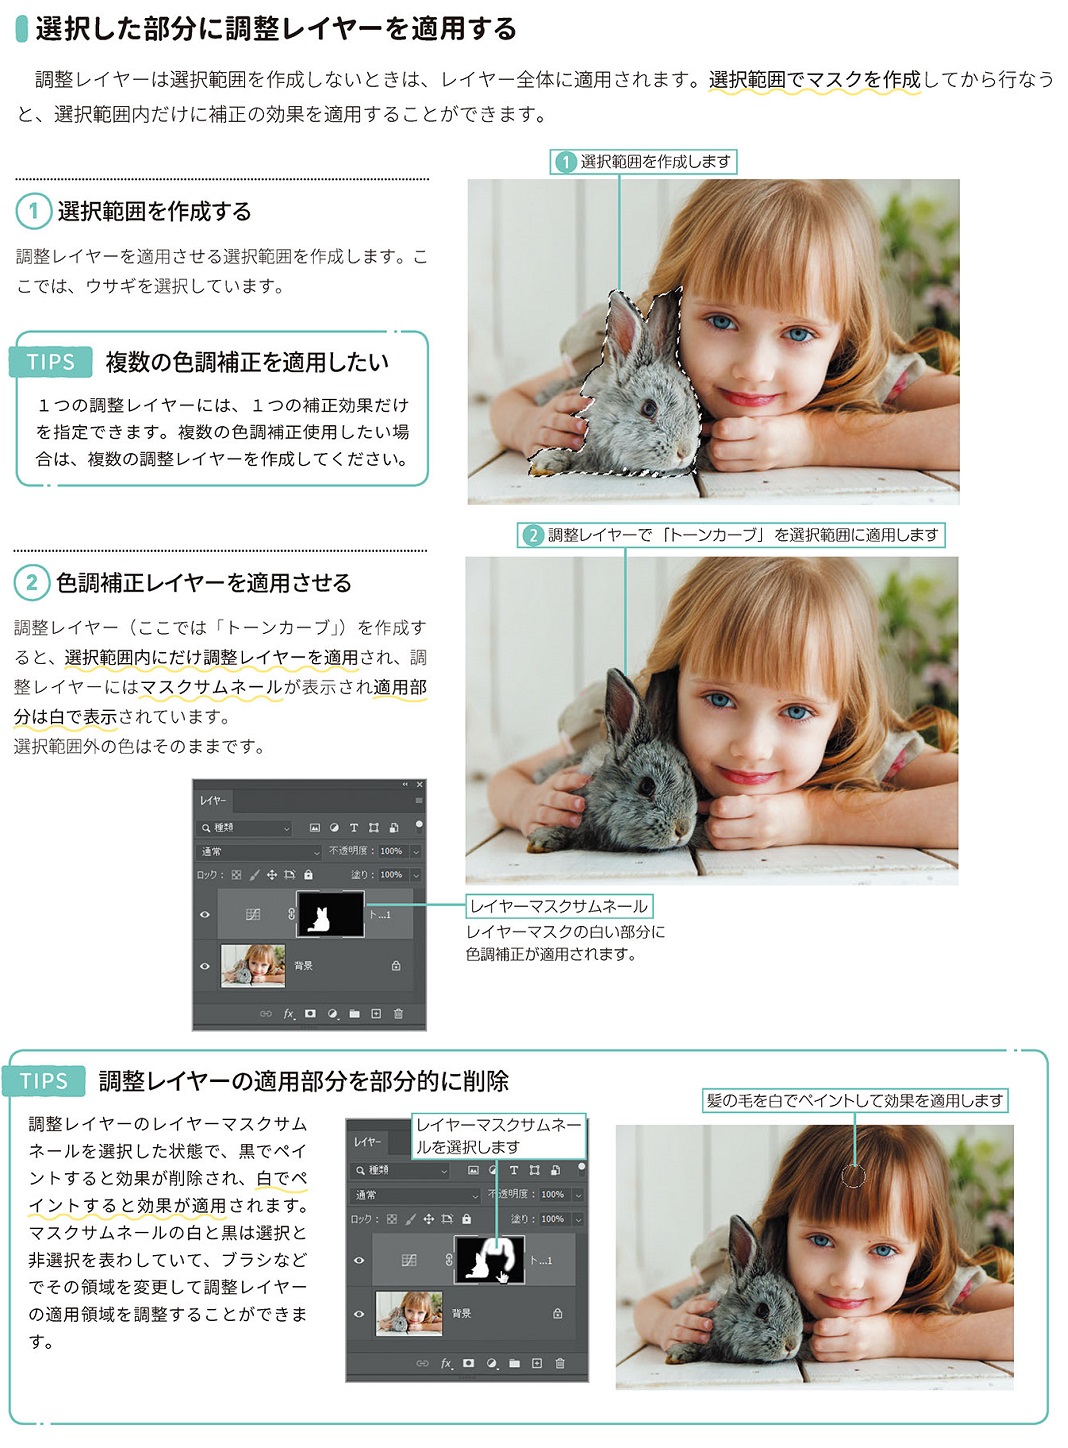 選択した部分に調整レイヤーを適用する
調整レイヤーは選択範囲を作成しないときは、レイヤー全体に適用されます。選択範囲でマスクを作成してから行なう
と、選択範囲内だけに補正の効果を適用することができます。
1 選択範囲を作成します
1 選択範囲を作成する
調整レイヤーを適用させる選択範囲を作成します。こ
こでは、ウサギを選択しています。
TIPS 複数の色調補正を適用したい
１つの調整レイヤーには、１つの補正効果だけ
を指定できます。複数の色調補正使用したい場
合は、複数の調整レイヤーを作成してください。
2 調整レイヤーで「トーンカーブ」を選択範囲に適用します
2 色調補正レイヤーを適用させる
調整レイヤー（ここでは「トーンカーブ」）を作成す
ると、選択範囲内にだけ調整レイヤーを適用され、調
整レイヤーにはマスクサムネールが表示され適用部
分は白で表示されています。
選択範囲外の色はそのままです。
レイヤー
種類
通常 不透明度： 100%
ロック： 塗り： 100%
ト...1
背景
fx
レイヤーマスクサムネール
レイヤーマスクの白い部分に
色調補正が適用されます。
TIPS 調整レイヤーの適用部分を部分的に削除
調整レイヤーのレイヤーマスクサム
ネールを選択した状態で、黒でペイ
ントすると効果が削除され、白でペ
イントすると効果が適用されます。
マスクサムネールの白と黒は選択と
非選択を表わしていて、ブラシなど
でその領域を変更して調整レイヤー
の適用領域を調整することができま
す。
レイヤーマスクサムネー
ルを選択します
レイヤー
種類
通常 不透明度： 100%
ロック： 塗り： 100%
ト...1
背景
fx
髪の毛を白でペイントして効果を適用します